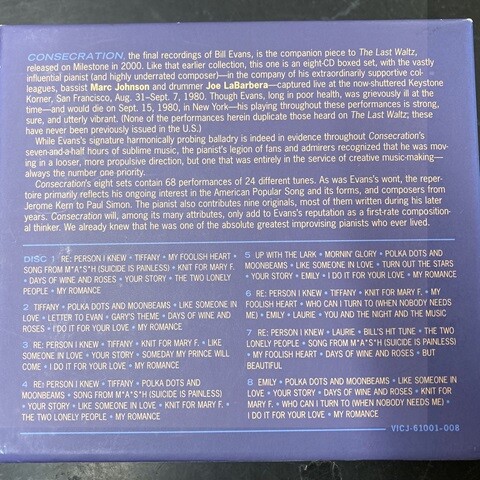 CONSECRATION, the final recordings of Bill Evans, is the companion piece to The Last Waltz,
released on Milestone in 2000. Like that earlier collection, this one is an eight-CD boxed set, with the vastly
influential pianist (and highly underrated composer)—in the company of his extraordinarily supportive col-
leagues, bassist Marc Johnson and drummer Joe LaBarbera—captured live at the now-shuttered Keystone
Korner, San Francisco, Aug. 31–Sept. 7, 1980. Though Evans, long in poor health, was grievously ill at the
time—and would die on Sept. 15, 1980, in New York—his playing throughout these performances is strong,
sure, and utterly vibrant. (None of the performances herein duplicate those heard on The Last Waltz; these
have never been previously issued in the U.S.)
While Evans's signature harmonically probing balladry is indeed in evidence throughout Consecration's
seven-and-a-half hours of sublime music, the pianist's legion of fans and admirers recognized that he was mov-
ing in a looser, more propulsive direction, but one that was entirely in the service of creative music-making—
always the number one priority.
Consecration's eight sets contain 68 performances of 24 different tunes. As was Evans's wont, the reper-
toire primarily reflects his ongoing interest in the American Popular Song and its forms, and composers from
Jerome Kern to Paul Simon. The pianist also contributes nine originals, most of them written during his later
years. Consecration will, among its many attributes, only add to Evans's reputation as a first-rate composition-
al thinker. We already knew that he was one of the absolute greatest improvising pianists who ever lived.
DISC 1 RE: PERSON I KNEW • TIFFANY • MY FOOLISH HEART •
SONG FROM M*A*S*H (SUICIDE IS PAINLESS) • KNIT FOR MARY F.
• DAYS OF WINE AND ROSES • YOUR STORY • THE TWO LONELY
PEOPLE • MY ROMANCE
2 TIFFANY • POLKA DOTS AND MOONBEAMS • LIKE SOMEONE IN
LOVE • LETTER TO EVAN • GARY'S THEME • DAYS OF WINE AND
ROSES • I DO IT FOR YOUR LOVE • MY ROMANCE
3 RE: PERSON I KNEW • TIFFANY • KNIT FOR MARY F. • LIKE
SOMEONE IN LOVE • YOUR STORY • SOMEDAY MY PRINCE WILL
COME • I DO IT FOR YOUR LOVE • MY ROMANCE
4 RE: PERSON I KNEW • TIFFANY • POLKA DOTS AND
MOONBEAMS • SONG FROM M*A*S*H (SUICIDE IS PAINLESS)
• YOUR STORY • LIKE SOMEONE IN LOVE • KNIT FOR MARY F. •
THE TWO LONELY PEOPLE • MY ROMANCE
5 UP WITH THE LARK • MORNIN' GLORY • POLKA DOTS AND
MOONBEAMS • LIKE SOMEONE IN LOVE • TURN OUT THE STARS
• YOUR STORY • EMILY • I DO IT FOR YOUR LOVE • MY ROMANCE
6 RE: PERSON I KNEW • TIFFANY • KNIT FOR MARY F. • MY
FOOLISH HEART • WHO CAN I TURN TO (WHEN NOBODY NEEDS
ME) • EMILY • LAURIE • YOU AND THE NIGHT AND THE MUSIC
7 RE: PERSON I KNEW • LAURIE • BILL'S HIT TUNE • THE TWO
LONELY PEOPLE • SONG FROM M*A*S*H (SUICIDE IS PAINLESS)
• MY FOOLISH HEART • DAYS OF WINE AND ROSES • BUT
BEAUTIFUL
8 EMILY • POLKA DOTS AND MOONBEAMS • LIKE SOMEONE IN
LOVE • YOUR STORY • DAYS OF WINE AND ROSES • KNIT FOR
MARY F. • WHO CAN I TURN TO (WHEN NOBODY NEEDS ME) •
I DO IT FOR YOUR LOVE • MY ROMANCE
VICJ-61001-008